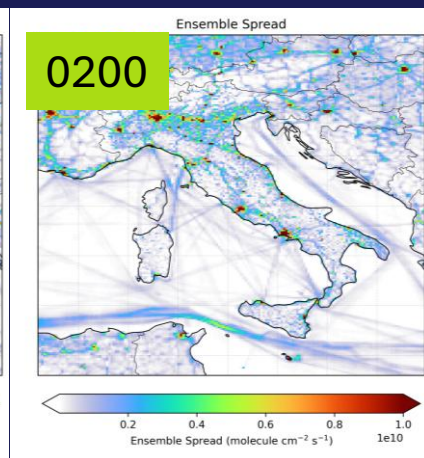 Ensemble Spread
0200
0.2 0.4 0.6 0.8 1.0
1e10
Ensemble Spread (molecule cm⁻² s⁻¹)